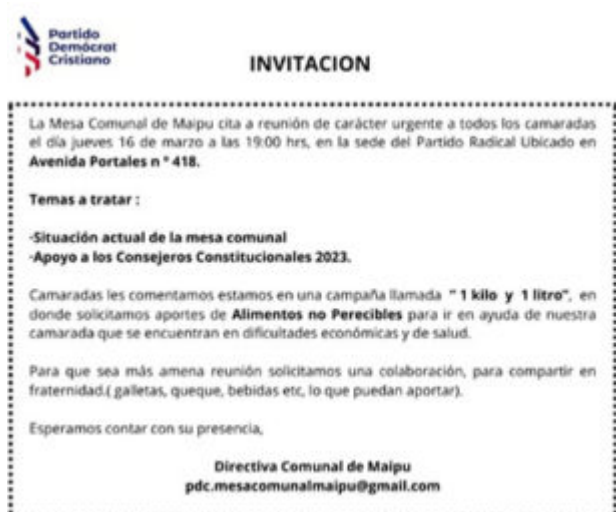 Partido
Demócrat
Cristiano
INVITACION
La Mesa Comunal de Maipu cita a reunión de carácter urgente a todos los camaradas
el día jueves 16 de marzo a las 19:00 hrs, en la sede del Partido Radical Ubicado en
Avenida Portales n ° 418.
Temas a tratar :
-Situación actual de la mesa comunal
-Apoyo a los Consejeros Constitucionales 2023.
Camaradas les comentamos estamos en una campaña llamada " 1 kilo y 1 litro", en
donde solicitamos aportes de Alimentos no Perecibles para ir en ayuda de nuestra
camarada que se encuentran en dificultades económicas y de salud.
Para que sea más amena reunión solicitamos una colaboración, para compartir en
fraternidad.( galletas, queque, bebidas etc, lo que puedan aportar).
Esperamos contar con su presencia,
Directiva Comunal de Maipu
pdc.mesacomunalmaipu@gmail.com